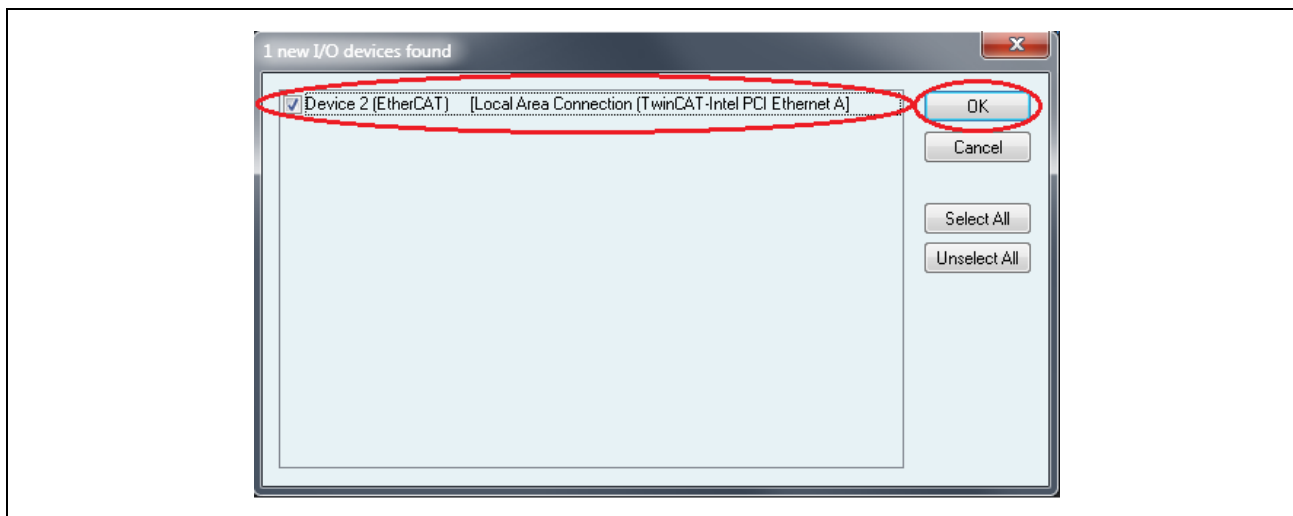 1 new I/O devices found
Device 2 (EtherCAT) [Local Area Connection (TwinCAT-Intel PCI Ethernet A]
OK
Cancel
Select All
Unselect All